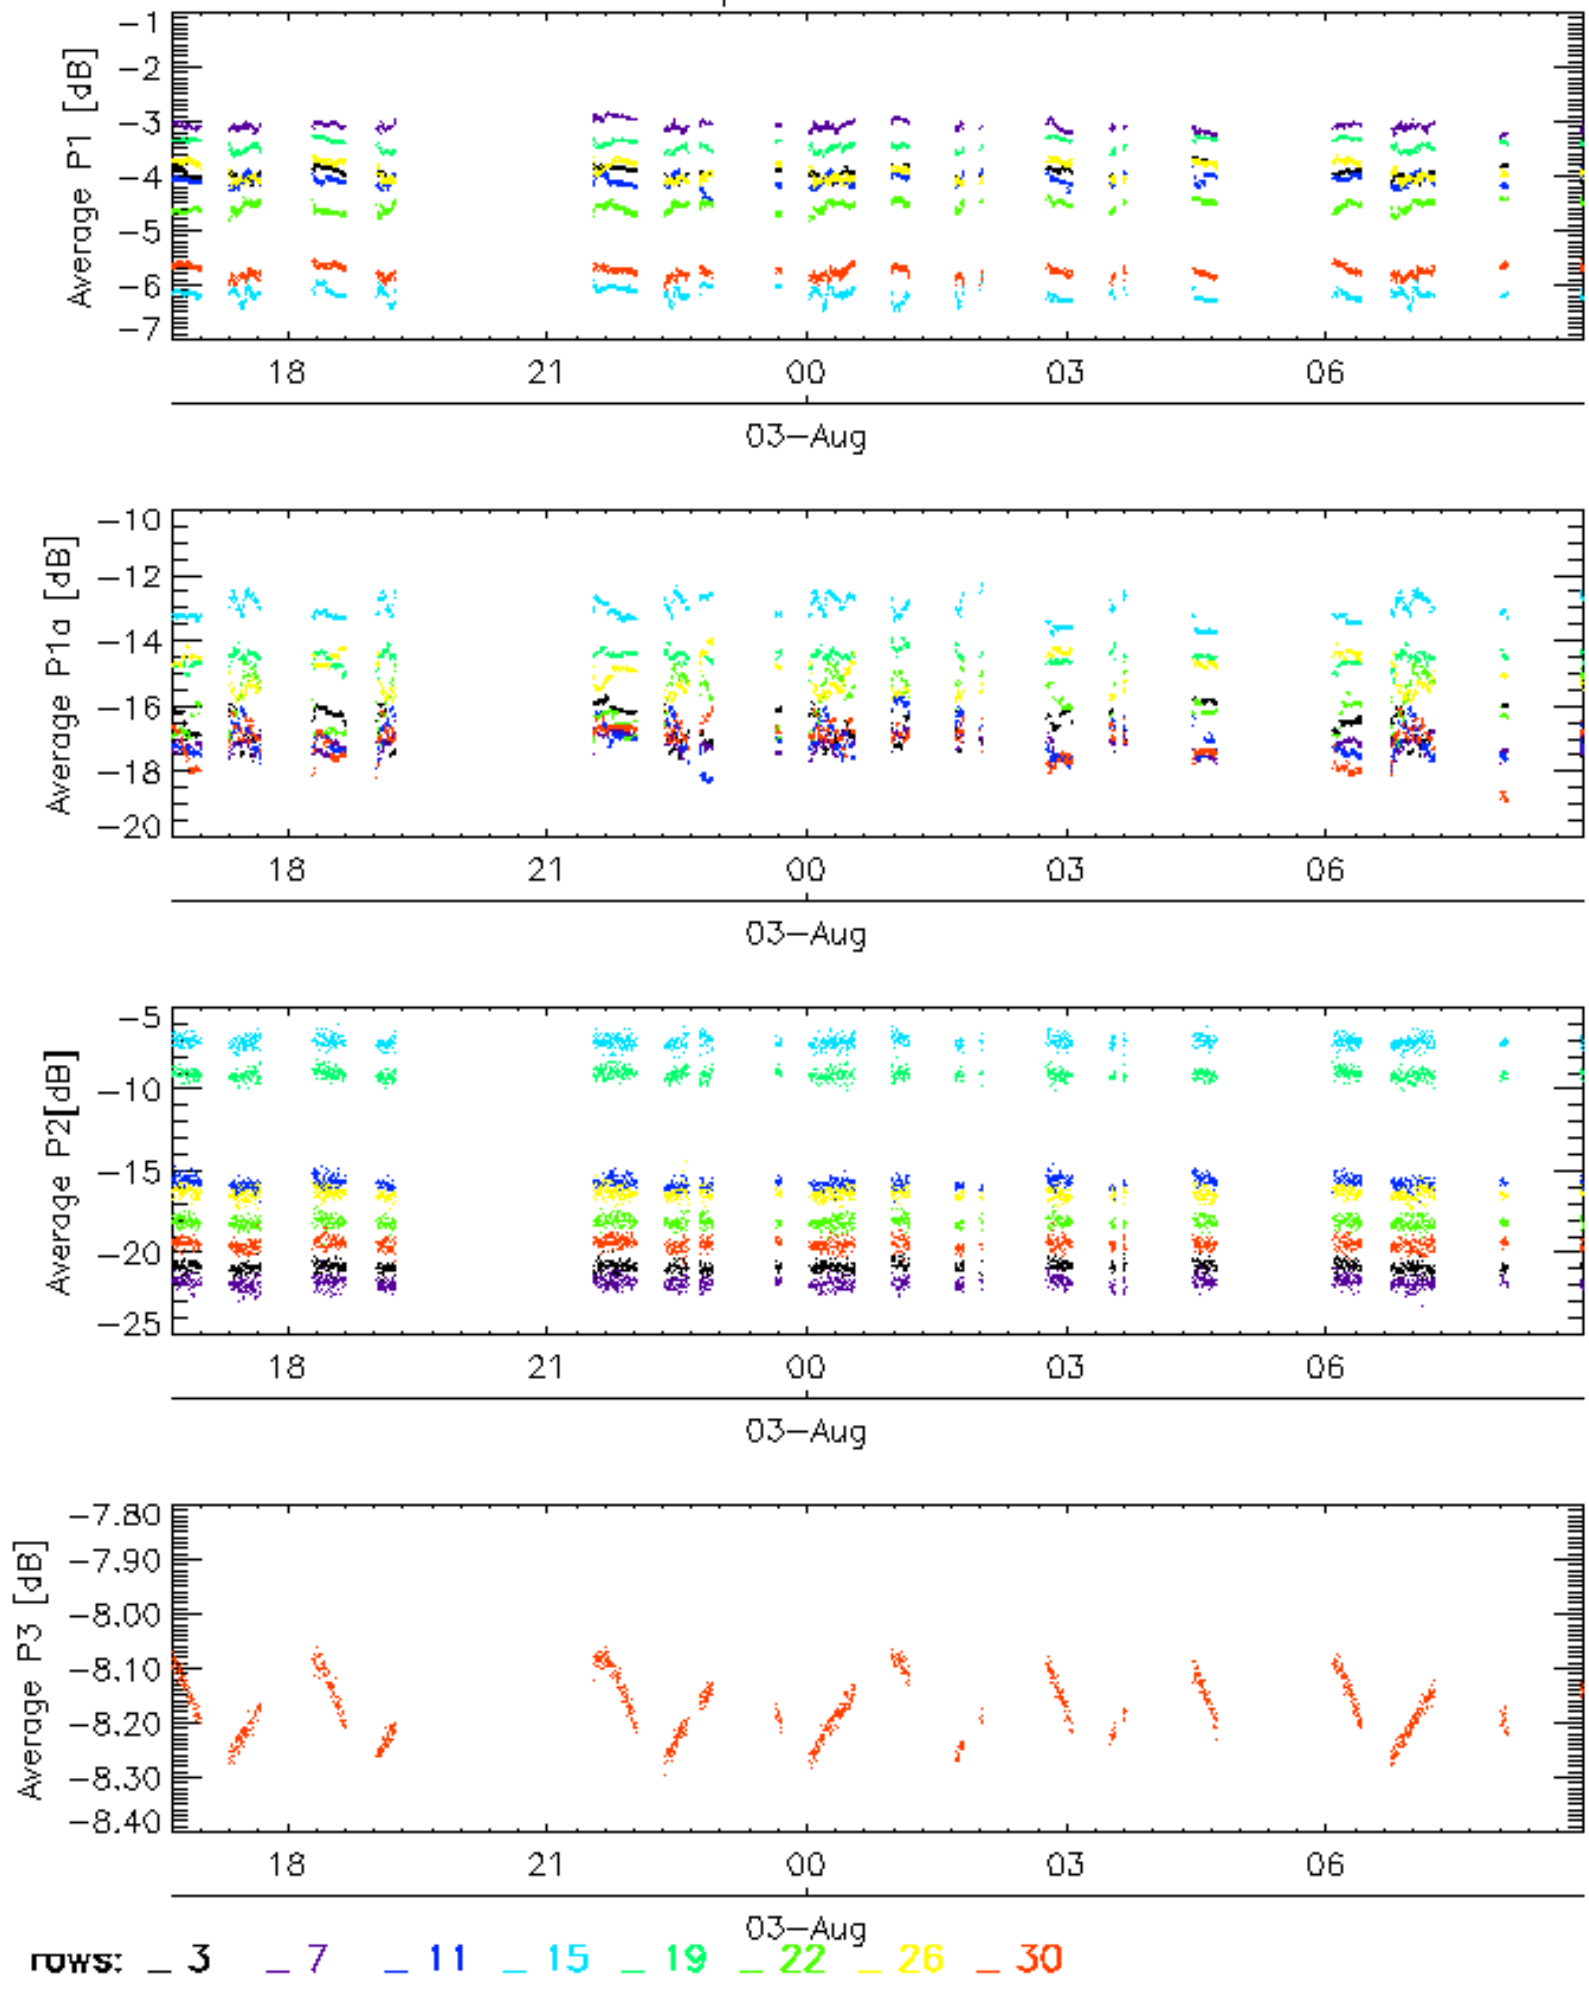 Average P1 [dB]
−1
−2
−3
−4
−5
−6
−7
18 21 00 03 06
03−Aug
Average P1a [dB]
−10
−12
−14
−16
−18
−20
18 21 00 03 06
03−Aug
Average P2[dB]
−5
−10
−15
−20
−25
18 21 00 03 06
03−Aug
Average P3 [dB]
−7.80
−7.90
−8.00
−8.10
−8.20
−8.30
−8.40
18 21 00 03 06
03−Aug
rows: _ 3 _ 7 _ 11 _ 15 _ 19 _ 22 _ 26 _ 30